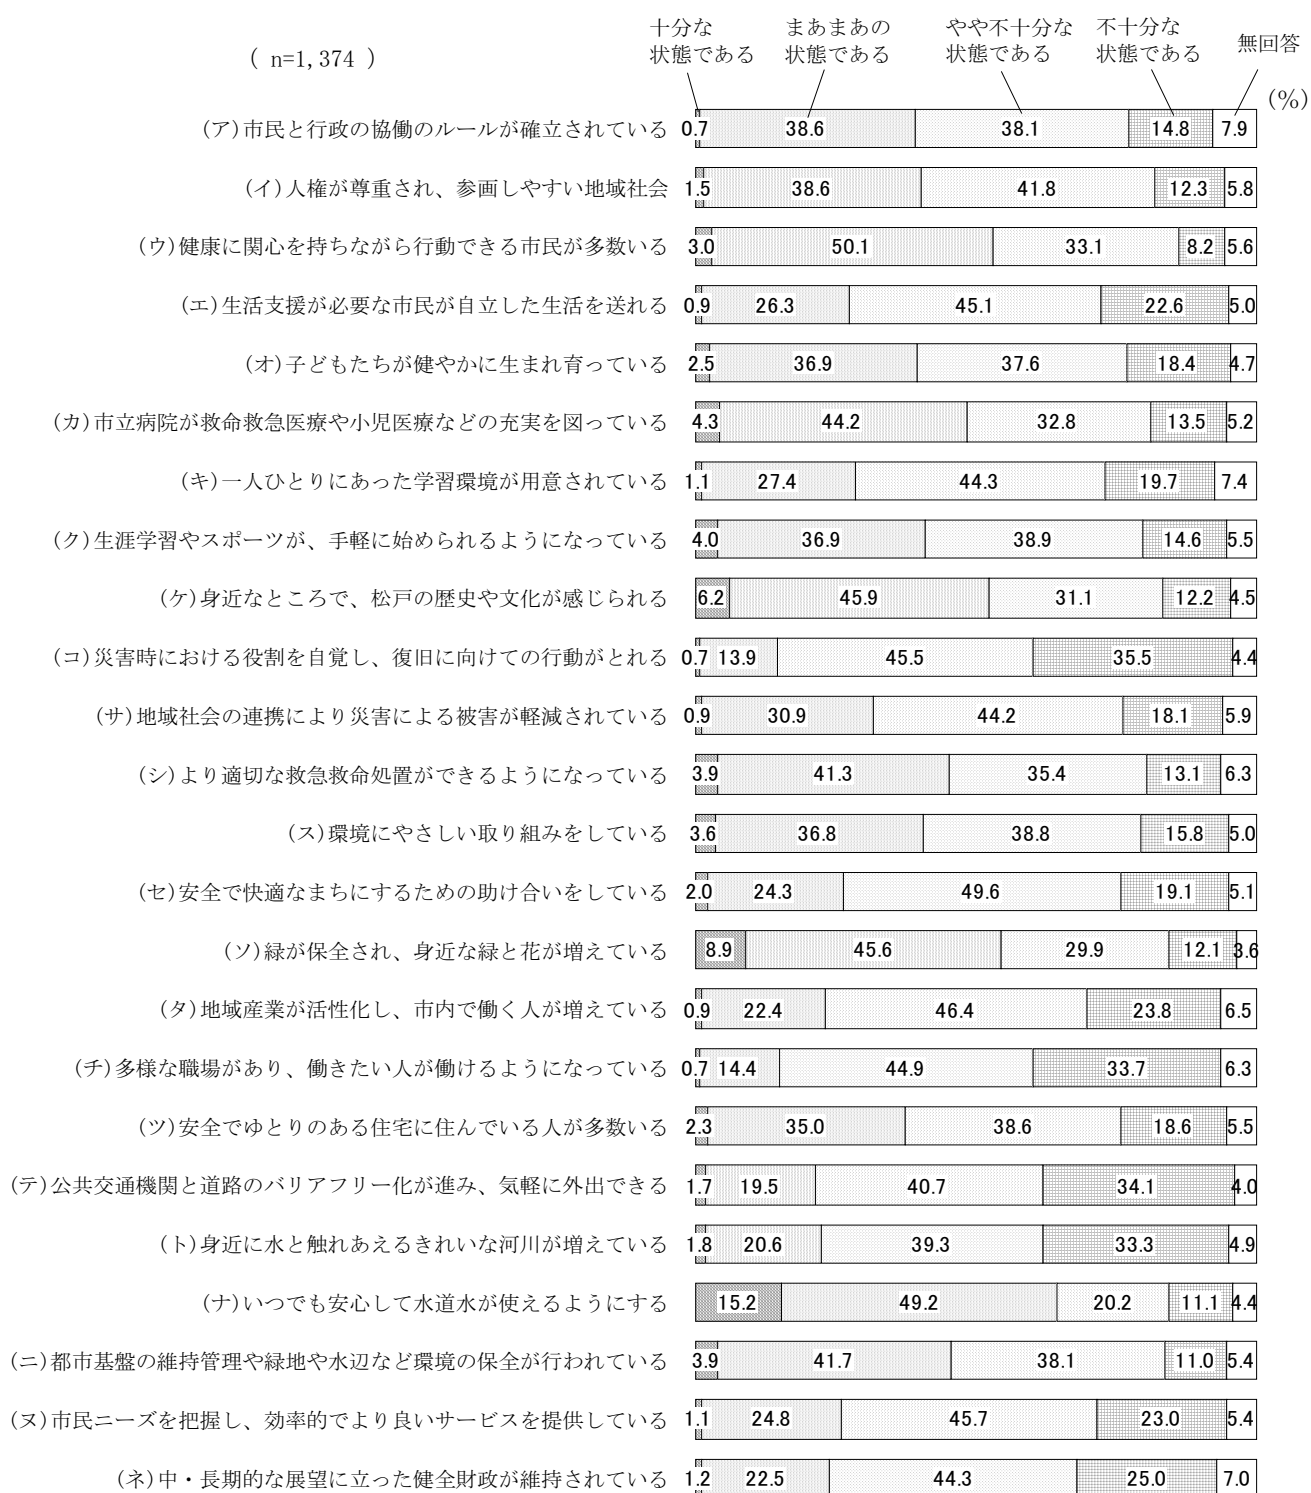 ( n=1,374 )
十分な
状態である
まあまあの
状態である
やや不十分な
状態である
不十分な
状態である
無回答
(%)
(ア)市民と行政の協働のルールが確立されている 0.7 38.6 38.1 14.8 7.9
(イ)人権が尊重され、参画しやすい地域社会 1.5 38.6 41.8 12.3 5.8
(ウ)健康に関心を持ちながら行動できる市民が多数いる 3.0 50.1 33.1 8.2 5.6
(エ)生活支援が必要な市民が自立した生活を送れる 0.9 26.3 45.1 22.6 5.0
(オ)子どもたちが健やかに生まれ育っている 2.5 36.9 37.6 18.4 4.7
(カ)市立病院が救命救急医療や小児医療などの充実を図っている 4.3 44.2 32.8 13.5 5.2
(キ)一人ひとりにあった学習環境が用意されている 1.1 27.4 44.3 19.7 7.4
(ク)生涯学習やスポーツが、手軽に始められるようになっている 4.0 36.9 38.9 14.6 5.5
(ケ)身近なところで、松戸の歴史や文化が感じられる 6.2 45.9 31.1 12.2 4.5
(コ)災害時における役割を自覚し、復旧に向けての行動がとれる 0.7 13.9 45.5 35.5 4.4
(サ)地域社会の連携により災害による被害が軽減されている 0.9 30.9 44.2 18.1 5.9
(シ)より適切な救急救命処置ができるようになっている 3.9 41.3 35.4 13.1 6.3
(ス)環境にやさしい取り組みをしている 3.6 36.8 38.8 15.8 5.0
(セ)安全で快適なまちにするための助け合いをしている 2.0 24.3 49.6 19.1 5.1
(ソ)緑が保全され、身近な緑と花が増えている 8.9 45.6 29.9 12.1 3.6
(タ)地域産業が活性化し、市内で働く人が増えている 0.9 22.4 46.4 23.8 6.5
(チ)多様な職場があり、働きたい人が働けるようになっている 0.7 14.4 44.9 33.7 6.3
(ツ)安全でゆとりのある住宅に住んでいる人が多数いる 2.3 35.0 38.6 18.6 5.5
(テ)公共交通機関と道路のバリアフリー化が進み、気軽に外出できる 1.7 19.5 40.7 34.1 4.0
(ト)身近に水と触れあえるきれいな河川が増えている 1.8 20.6 39.3 33.3 4.9
(ナ)いつでも安心して水道水が使えるようにする 15.2 49.2 20.2 11.1 4.4
(ニ)都市基盤の維持管理や緑地や水辺など環境の保全が行われている 3.9 41.7 38.1 11.0 5.4
(ヌ)市民ニーズを把握し、効率的でより良いサービスを提供している 1.1 24.8 45.7 23.0 5.4
(ネ)中・長期的な展望に立った健全財政が維持されている 1.2 22.5 44.3 25.0 7.0